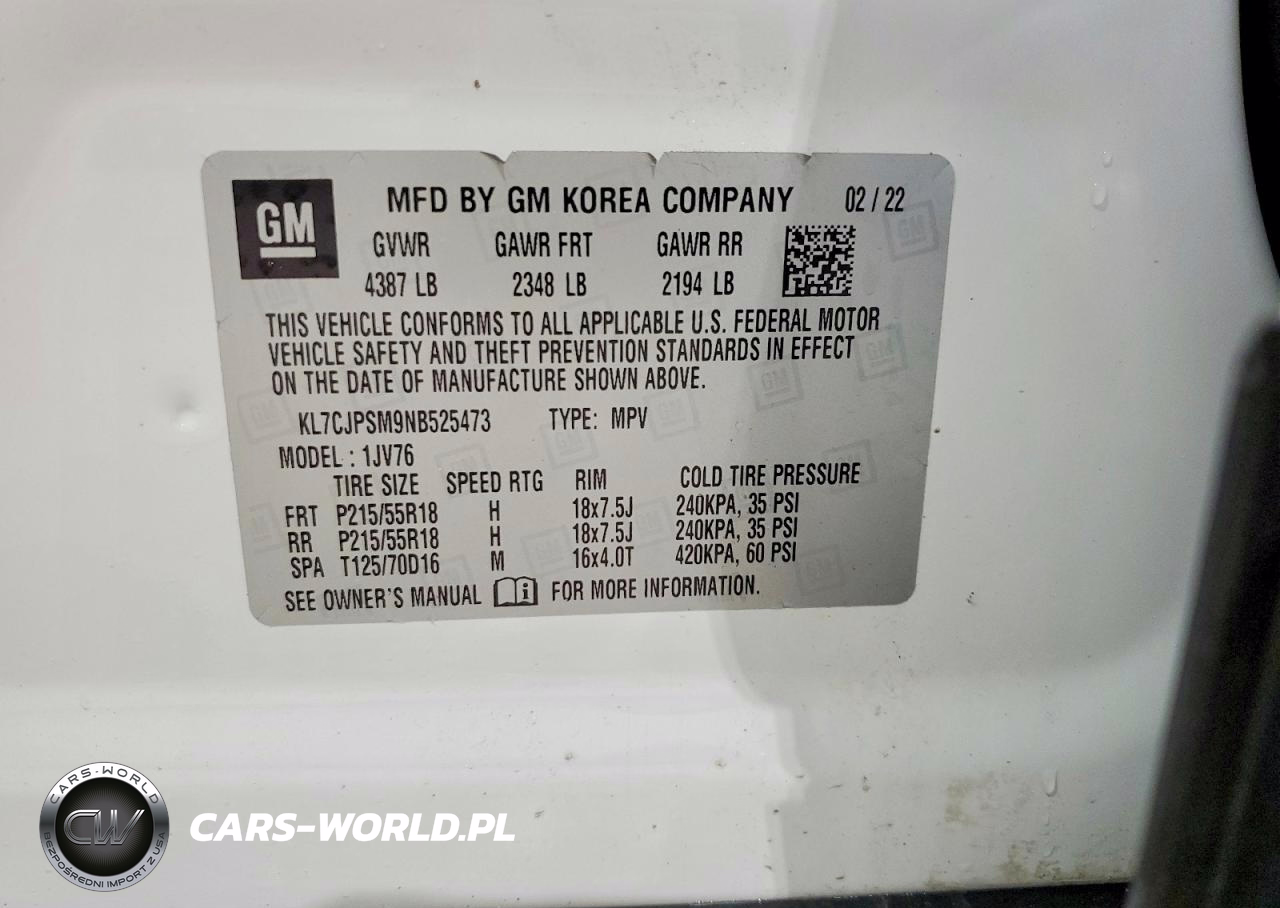 GM
MFD BY GM KOREA COMPANY 02 / 22
GVWR GAWR FRT GAWR RR
4387 LB 2348 LB 2194 LB
THIS VEHICLE CONFORMS TO ALL APPLICABLE U.S. FEDERAL MOTOR
VEHICLE SAFETY AND THEFT PREVENTION STANDARDS IN EFFECT
ON THE DATE OF MANUFACTURE SHOWN ABOVE.
KL7CJPSM9NB525473 TYPE: MPV
MODEL : 1JV76
TIRE SIZE SPEED RTG RIM COLD TIRE PRESSURE
FRT P215/55R18 H 18x7.5J 240KPA, 35 PSI
RR P215/55R18 H 18x7.5J 240KPA, 35 PSI
SPA T125/70D16 M 16x4.0T 420KPA, 60 PSI
SEE OWNER'S MANUAL i FOR MORE INFORMATION.
CARS-WORLD
CW
BEZPOŚREDNI IMPORT Z USA
CARS-WORLD.PL